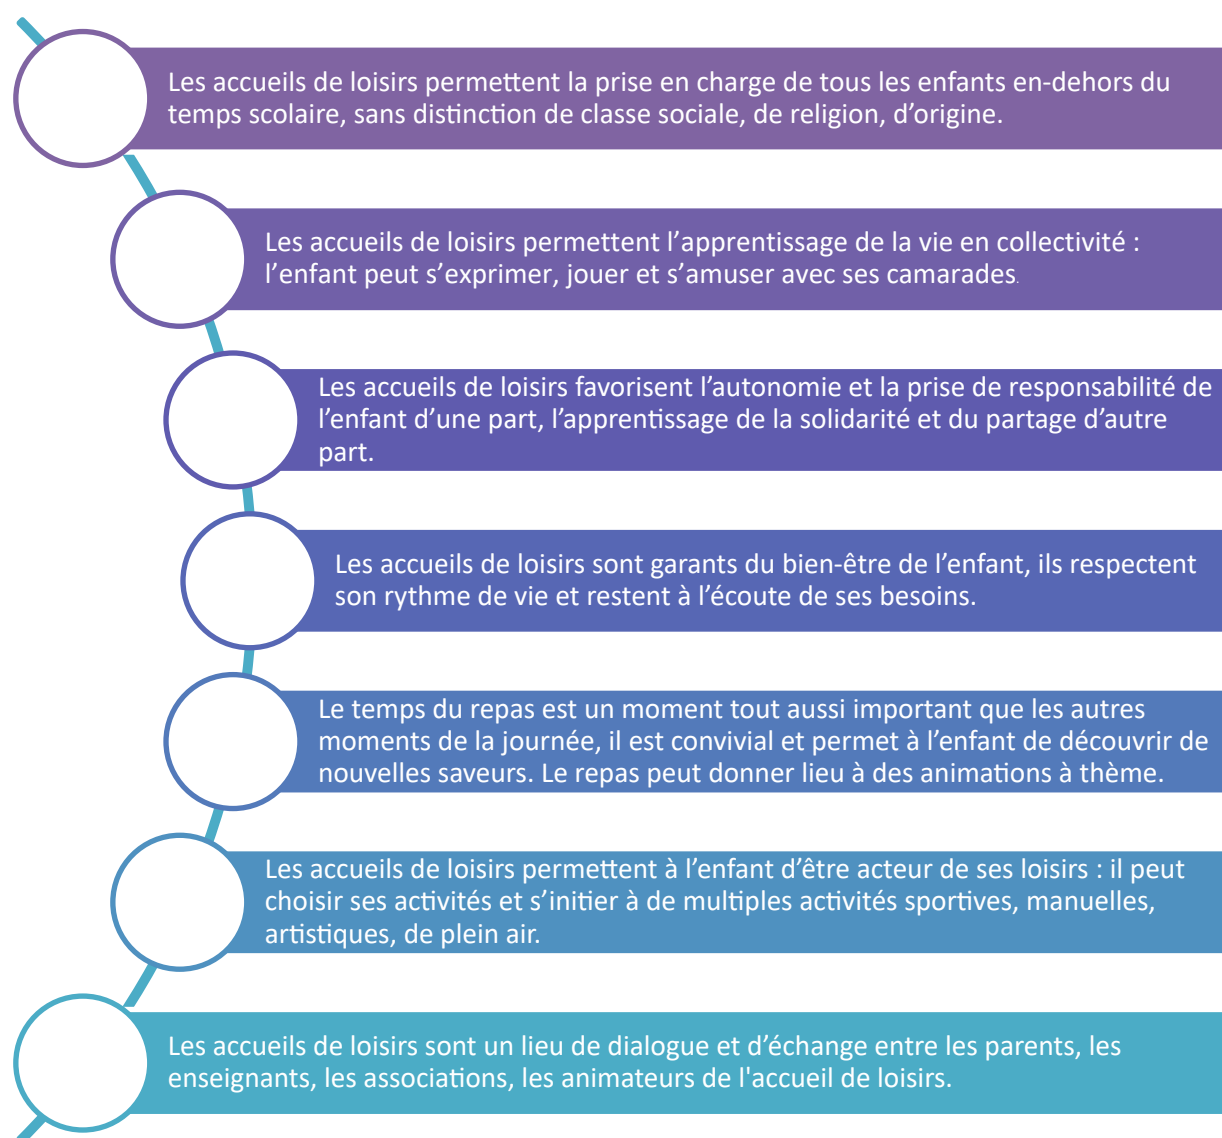 Les accueils de loisirs permettent la prise en charge de tous les enfants en-dehors du
temps scolaire, sans distinction de classe sociale, de religion, d’origine.
Les accueils de loisirs permettent l’apprentissage de la vie en collectivité :
l’enfant peut s’exprimer, jouer et s’amuser avec ses camarades.
Les accueils de loisirs favorisent l’autonomie et la prise de responsabilité de
l’enfant d’une part, l’apprentissage de la solidarité et du partage d’autre
part.
Les accueils de loisirs sont garants du bien-être de l’enfant, ils respectent
son rythme de vie et restent à l’écoute de ses besoins.
Le temps du repas est un moment tout aussi important que les autres
moments de la journée, il est convivial et permet à l’enfant de découvrir de
nouvelles saveurs. Le repas peut donner lieu à des animations à thème.
Les accueils de loisirs permettent à l’enfant d’être acteur de ses loisirs : il peut
choisir ses activités et s’initier à de multiples activités sportives, manuelles,
artistiques, de plein air.
Les accueils de loisirs sont un lieu de dialogue et d’échange entre les parents, les
enseignants, les associations, les animateurs de l'accueil de loisirs.